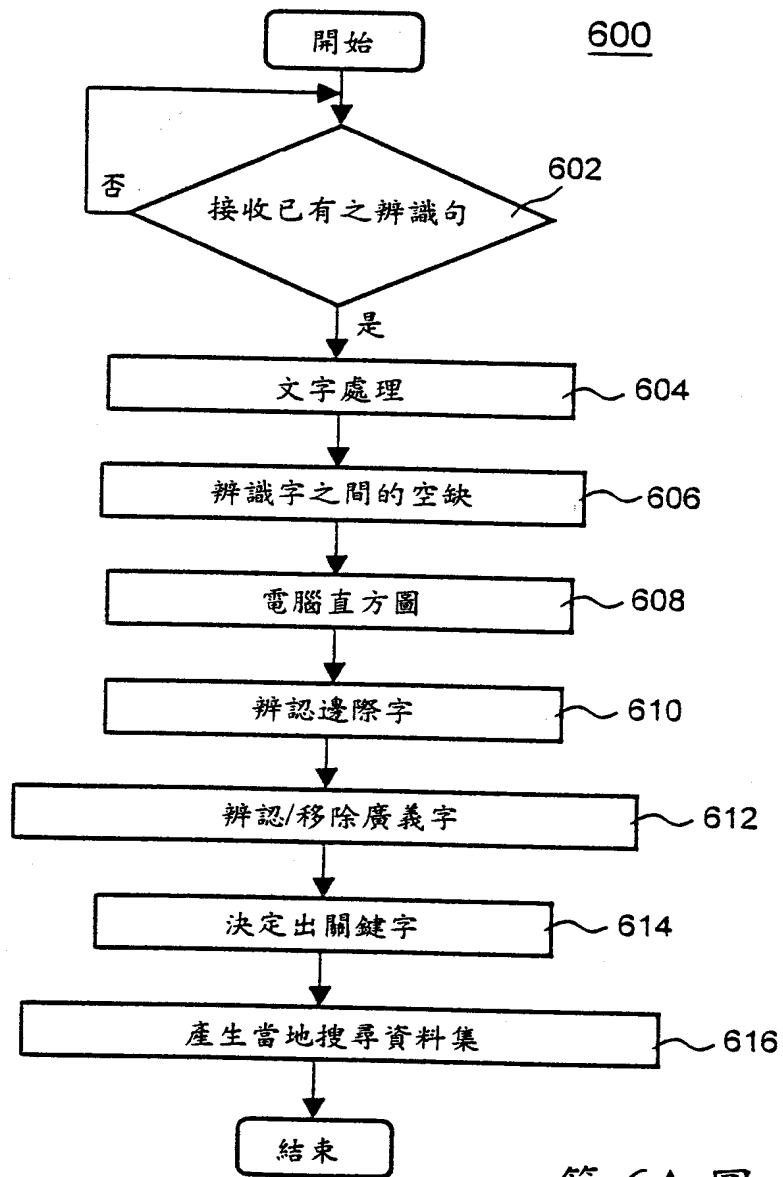 開始
600
602
接收已有之辨識句
否
是
文字處理
604
辨識字之間的空缺
606
電腦直方圖
608
辨認邊際字
610
辨認/移除廣義字
612
決定出關鍵字
614
產生當地搜尋資料集
616
結束
第 6A 圖